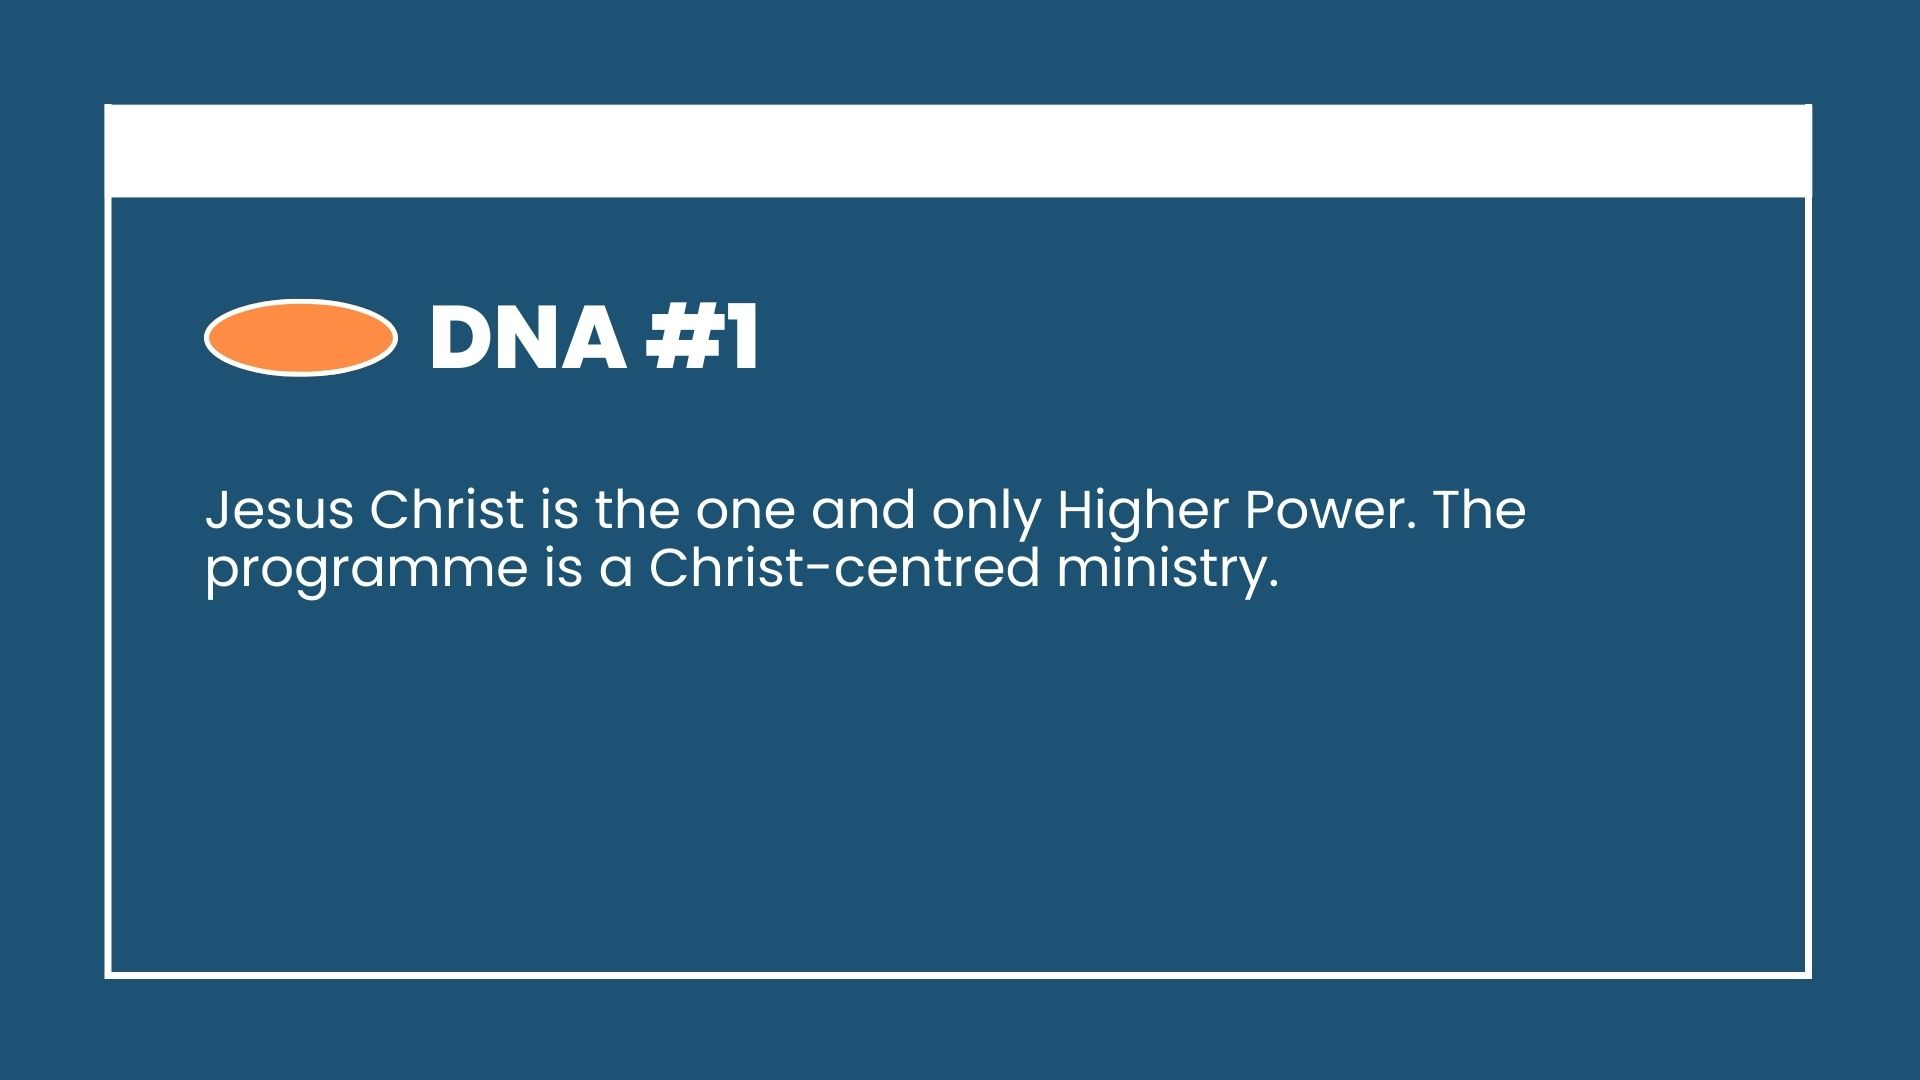 DNA #1
Jesus Christ is the one and only Higher Power. The
programme is a Christ-centred ministry.